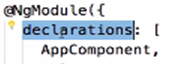 @NgModule({
declarations: [
AppComponent,